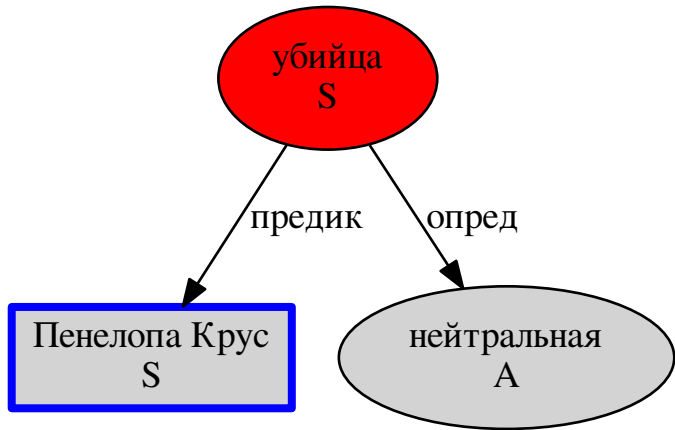 убийца
S
предик
опред
Пенелопа Крус
S
нейтральная
A